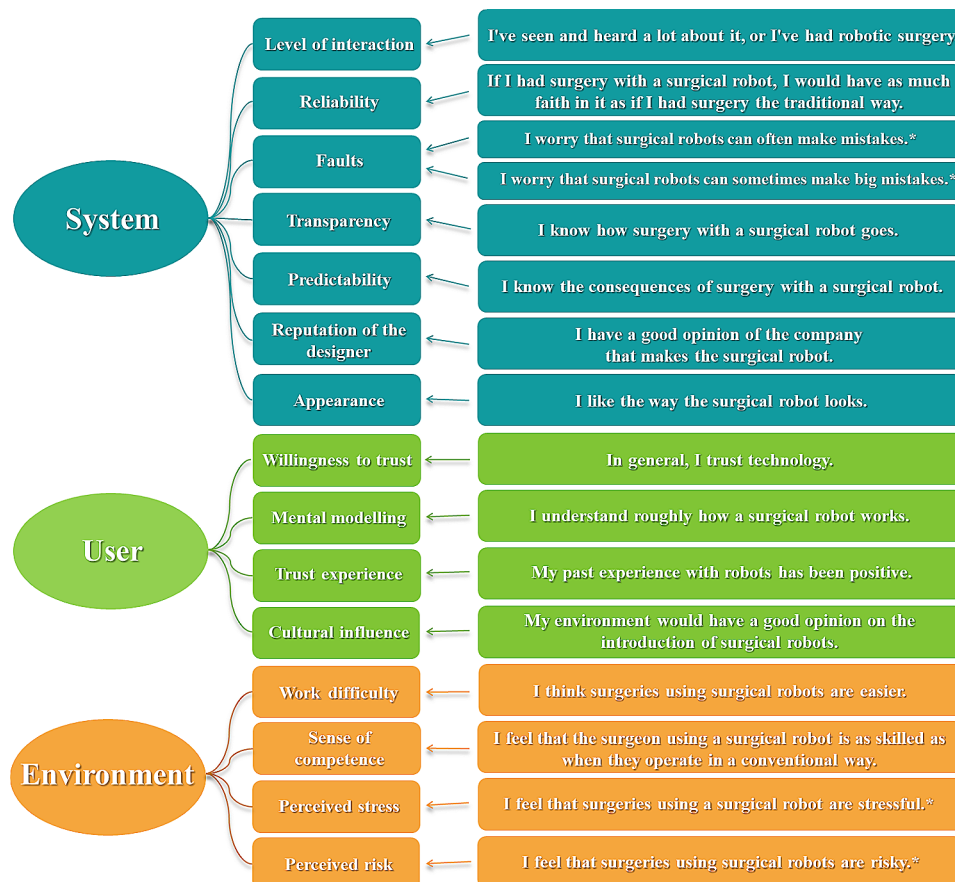 System
Level of interaction
I've seen and heard a lot about it, or I've had robotic surgery
Reliability
If I had surgery with a surgical robot, I would have as much
faith in it as if I had surgery the traditional way.
Faults
I worry that surgical robots can often make mistakes.*
I worry that surgical robots can sometimes make big mistakes.*
Transparency
I know how surgery with a surgical robot goes.
Predictability
I know the consequences of surgery with a surgical robot.
Reputation of the
designer
I have a good opinion of the company
that makes the surgical robot.
Appearance
I like the way the surgical robot looks.
User
Willingness to trust
In general, I trust technology.
Mental modelling
I understand roughly how a surgical robot works.
Trust experience
My past experience with robots has been positive.
Cultural influence
My environment would have a good opinion on the
introduction of surgical robots.
Environment
Work difficulty
I think surgeries using surgical robots are easier.
Sense of
competence
I feel that the surgeon using a surgical robot is as skilled as
when they operate in a conventional way.
Perceived stress
I feel that surgeries using a surgical robot are stressful.*
Perceived risk
I feel that surgeries using surgical robots are risky.*